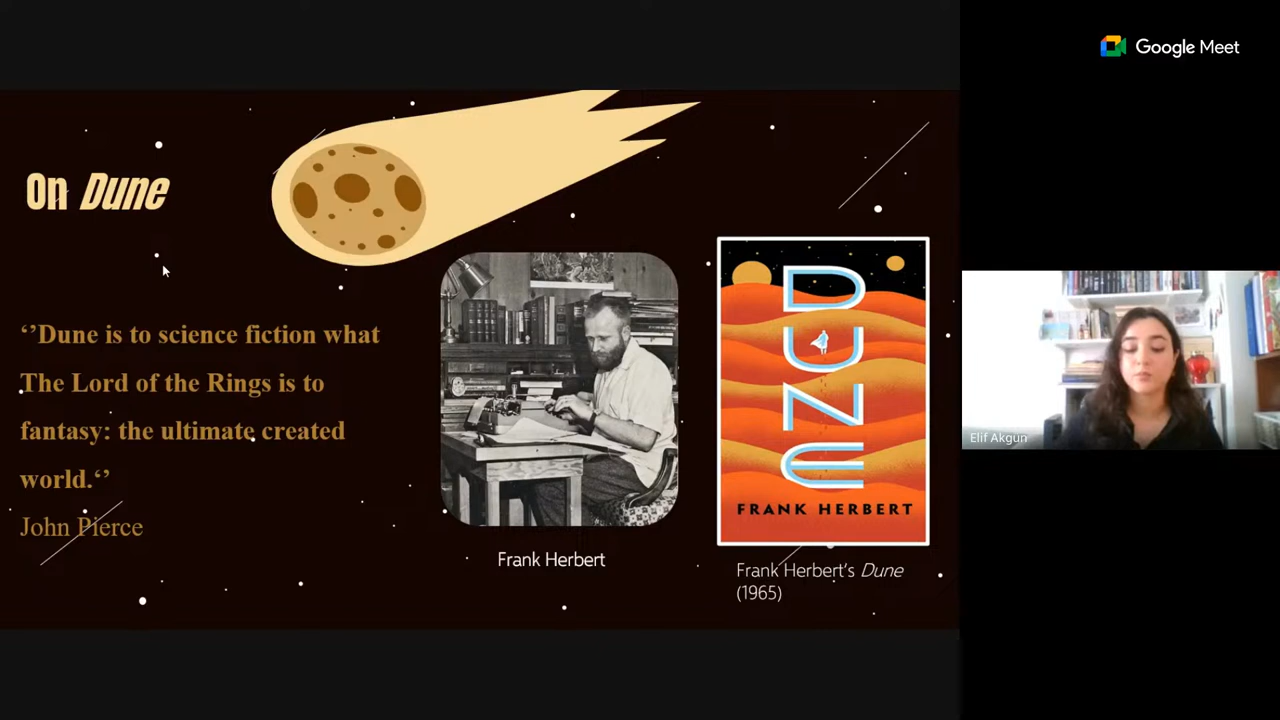 Google Meet
On Dune
‘’Dune is to science fiction what
The Lord of the Rings is to
fantasy: the ultimate created
world.‘’
John Pierce
Frank Herbert
DUNE
FRANK HERBERT
Frank Herbert’s Dune
(1965)
Elif Akgun